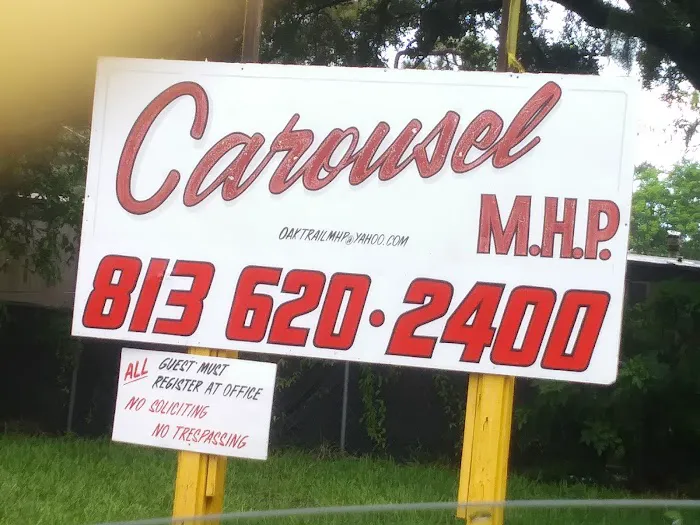 Carousel
M.H.P.
OAKTRAILMHP@YAHOO.COM
813 620·2400
ALL GUEST MUST
REGISTER AT OFFICE
NO SOLICITING
NO TRESPASSING